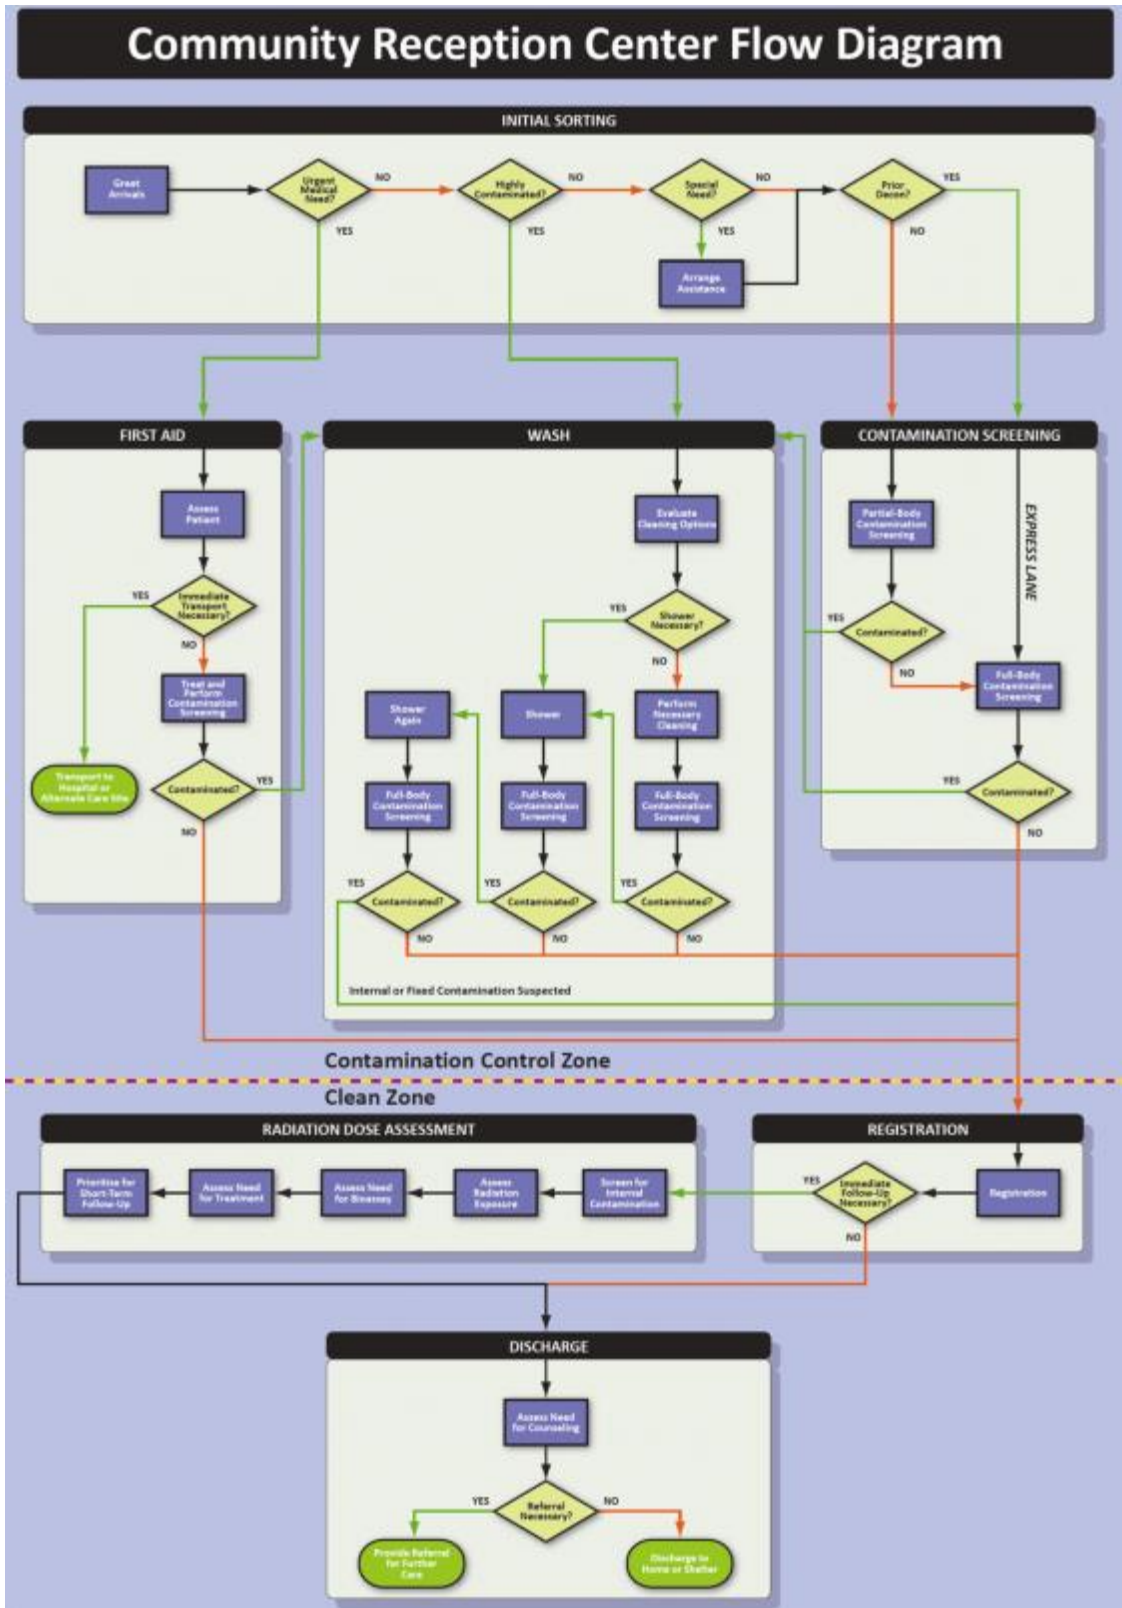 Community Reception Center Flow Diagram
INITIAL SORTING
Greet
Arrivals
Urgent
Medical
Need?
NO
YES
Highly
Contaminated?
NO
YES
Special
Need?
NO
YES
Arrange
Assistance
Prior
Decon?
YES
NO
FIRST AID
Assess
Patient
Immediate
Transport
Necessary?
YES
NO
Treat and
Perform
Contamination
Screening
Transport to
Hospital or
Alternate Care Site
Contaminated?
YES
NO
WASH
Evaluate
Cleaning Options
Shower
Necessary?
YES
NO
Shower
Again
Shower
Perform
Necessary
Cleaning
Full-Body
Contamination
Screening
Full-Body
Contamination
Screening
Full-Body
Contamination
Screening
YES
Contaminated?
NO
YES
Contaminated?
NO
YES
Contaminated?
NO
Internal or Fixed Contamination Suspected
CONTAMINATION SCREENING
Partial-Body
Contamination
Screening
EXPRESS LANE
YES
Contaminated?
NO
Full-Body
Contamination
Screening
YES
Contaminated?
NO
Contamination Control Zone
Clean Zone
RADIATION DOSE ASSESSMENT
Prioritize for
Short-Term
Follow-Up
Assess Need
for Treatment
Assess Need
for Bioassay
Assess
Radiation
Exposure
Screen for
Internal
Contamination
REGISTRATION
YES
Immediate
Follow-Up
Necessary?
NO
Registration
DISCHARGE
Assess Need
for Counseling
YES
Referral
Necessary?
NO
Provide Referral
for Further
Care
Discharge to
Home or Shelter